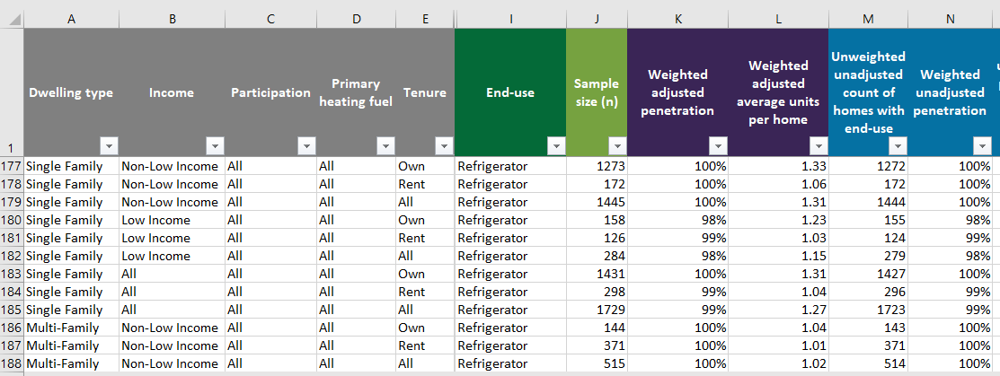 A B C D E I J K L M N
1 Dwelling type Income Participation Primary heating fuel Tenure End-use Sample size (n) Weighted adjusted penetration Weighted adjusted average units per home Unweighted unadjusted count of homes with end-use Weighted unadjusted penetration
177 Single Family Non-Low Income All All Own Refrigerator 1273 100% 1.33 1272 100%
178 Single Family Non-Low Income All All Rent Refrigerator 172 100% 1.06 172 100%
179 Single Family Non-Low Income All All All Refrigerator 1445 100% 1.31 1444 100%
180 Single Family Low Income All All Own Refrigerator 158 98% 1.23 155 98%
181 Single Family Low Income All All Rent Refrigerator 126 99% 1.03 124 99%
182 Single Family Low Income All All All Refrigerator 284 98% 1.15 279 98%
183 Single Family All All All Own Refrigerator 1431 100% 1.31 1427 100%
184 Single Family All All All Rent Refrigerator 298 99% 1.04 296 99%
185 Single Family All All All All Refrigerator 1729 99% 1.27 1723 99%
186 Multi-Family Non-Low Income All All Own Refrigerator 144 100% 1.04 143 100%
187 Multi-Family Non-Low Income All All Rent Refrigerator 371 100% 1.01 371 100%
188 Multi-Family Non-Low Income All All All Refrigerator 515 100% 1.02 514 100%